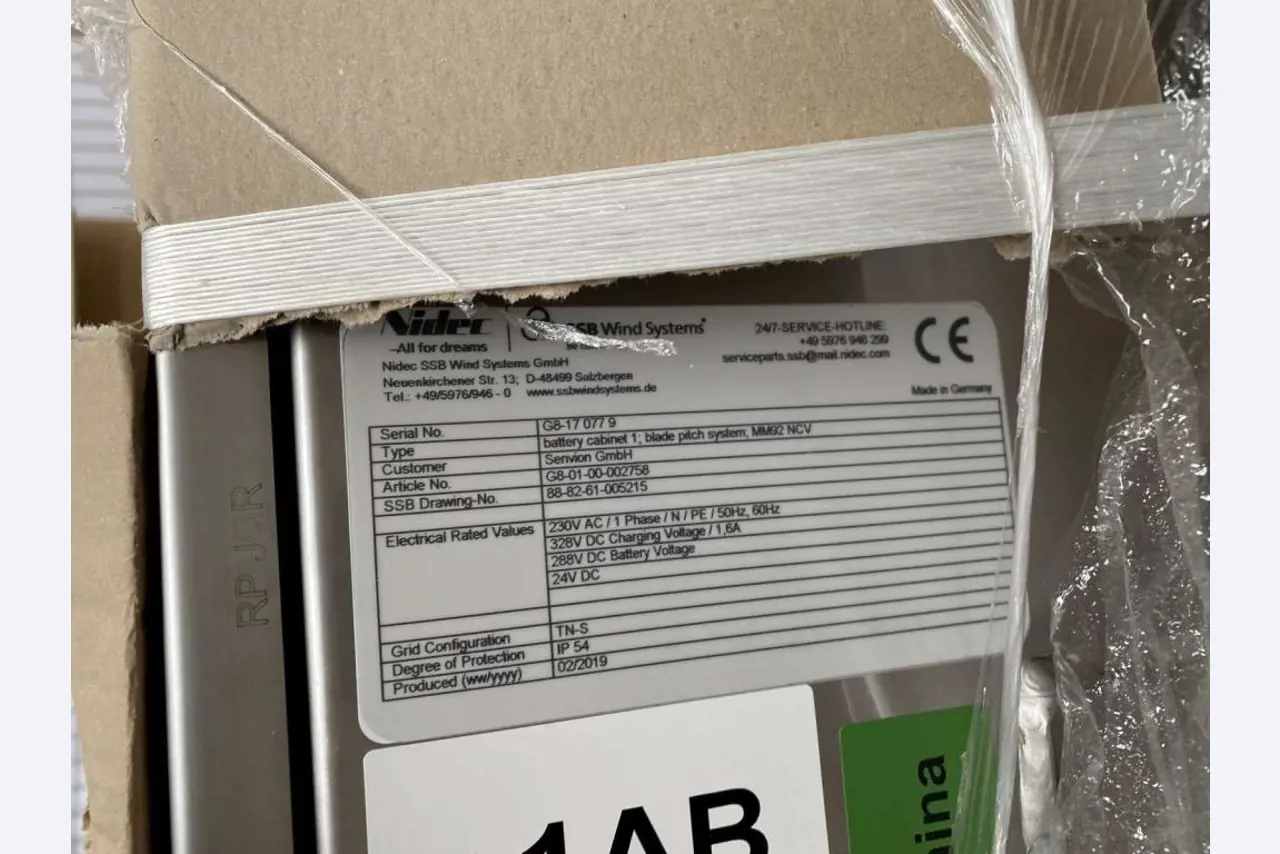 Nidec
SSB Wind Systems
-All for dreams
Nidec SSB Wind Systems GmbH
Neuenkirchener Str. 13; D-48499 Salzbergen
Tel.: +49/5976/946 - 0 www.ssbwindsystems.de
24/7-SERVICE-HOTLINE:
+49 5976 946 299
serviceparts.ssb@mail.nidec.com
CE
Made in Germany
Serial No. G8-17 077 9
Type battery cabinet 1; blade pitch system; MM92 NCV
Customer Senvion GmbH
Article No. G8-01-00-002758
SSB Drawing-No. 88-82-61-005215
Electrical Rated Values 230V AC / 1 Phase / N / PE / 50Hz, 60Hz
328V DC Charging Voltage / 1,6A
288V DC Battery Voltage
24V DC
Grid Configuration TN-S
Degree of Protection IP 54
Produced (ww/yyyy) 02/2019
RP JQR
1AB